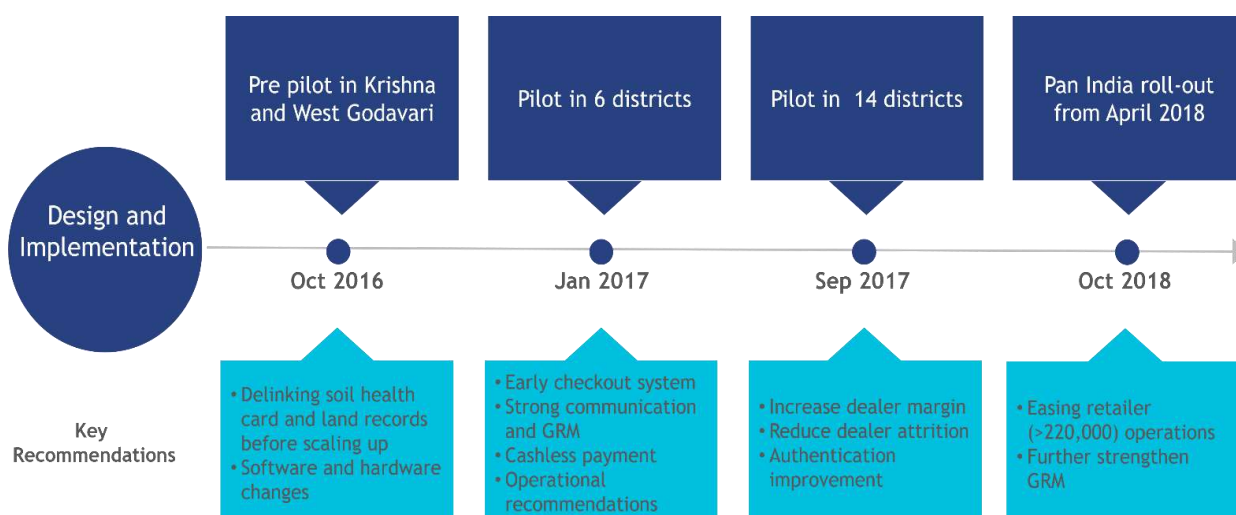 Pre pilot in Krishna
and West Godavari
Pilot in 6 districts
Pilot in 14 districts
Pan India roll-out
from April 2018
Design and
Implementation
Oct 2016
Jan 2017
Sep 2017
Oct 2018
Key
Recommendations
• Delinking soil health
card and land records
before scaling up
• Software and hardware
changes
• Early checkout system
• Strong communication
and GRM
• Cashless payment
• Operational
recommendations
• Increase dealer margin
• Reduce dealer attrition
• Authentication
improvement
• Easing retailer
(>220,000) operations
• Further strengthen
GRM